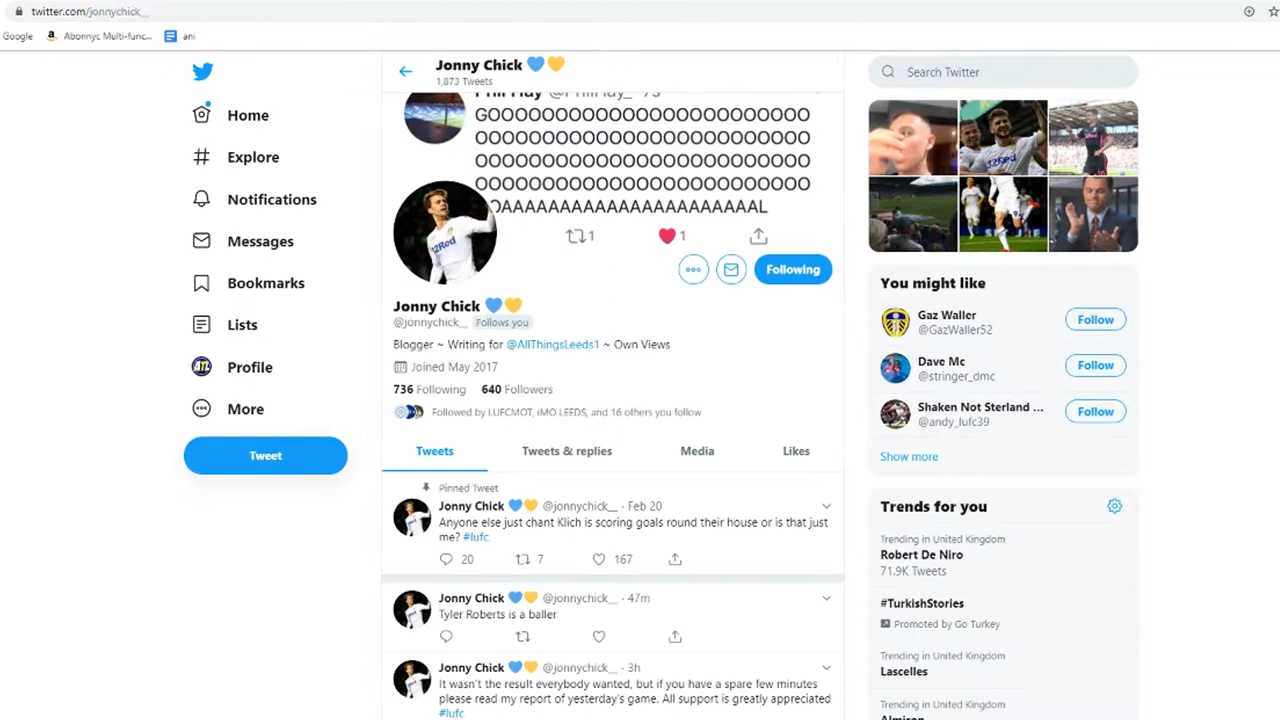 twitter.com/jonnychick__
Google
Abonnyc Multi-func...
ani
Home
Explore
Notifications
Messages
Bookmarks
Lists
Profile
More
Tweet
Jonny Chick 💙💛
1,873 Tweets
GOOOOOOOOOOOOOOOOOOOOOOOO
OOOOOOOOOOOOOOOOOOOOOOOOO
OOOOOOOOOOOOOOOOOOOOOOOOO
OOOOOOOOOOOOOOOOOOOOOOOOO
OAAAAAAAAAAAAAAAAAAAAAL
1
1
32Red
Following
Jonny Chick 💙💛
@jonnychick__ Follows you
Blogger ~ Writing for @AllThingsLeeds1 ~ Own Views
Joined May 2017
736 Following 640 Followers
Followed by LUFCMOT, iMO LEEDS, and 16 others you follow
Tweets
Tweets & replies
Media
Likes
Pinned Tweet
Jonny Chick 💙💛 @jonnychick__ · Feb 20
Anyone else just chant Klich is scoring goals round their house or is that just
me? #lufc
20
7
167
Jonny Chick 💙💛 @jonnychick__ · 47m
Tyler Roberts is a baller
Jonny Chick 💙💛 @jonnychick__ · 3h
It wasn't the result everybody wanted, but if you have a spare few minutes
please read my report of yesterday's game. All support is greatly appreciated
#lufc
Search Twitter
32Red
You might like
Gaz Waller
@GazWaller52
Follow
Dave Mc
@stringer_dmc
Follow
Shaken Not Sterland ...
@andy_lufc39
Follow
Show more
Trends for you
Trending in United Kingdom
Robert De Niro
71.9K Tweets
#TurkishStories
Promoted by Go Turkey
Trending in United Kingdom
Lascelles
Trending in United Kingdom